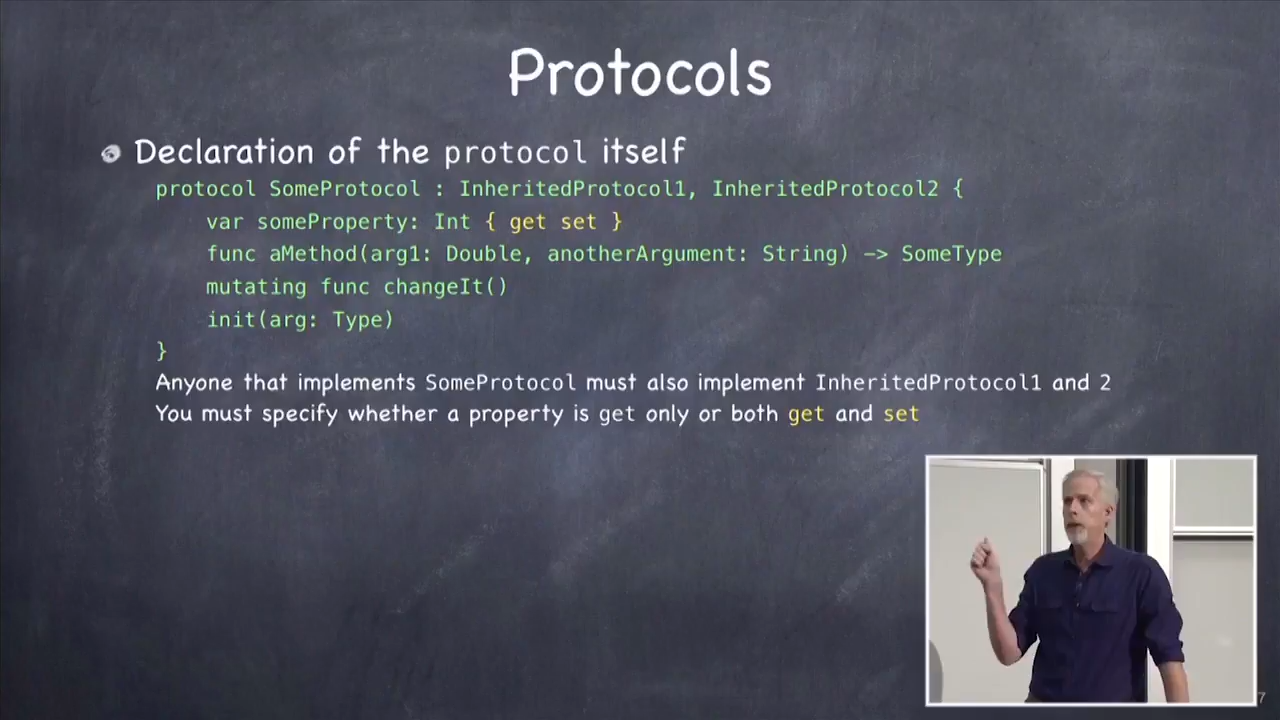 Protocols
Declaration of the protocol itself
protocol SomeProtocol : InheritedProtocol1, InheritedProtocol2 {
var someProperty: Int { get set }
func aMethod(arg1: Double, anotherArgument: String) -> SomeType
mutating func changeIt()
init(arg: Type)
}
Anyone that implements SomeProtocol must also implement InheritedProtocol1 and 2
You must specify whether a property is get only or both get and set
7